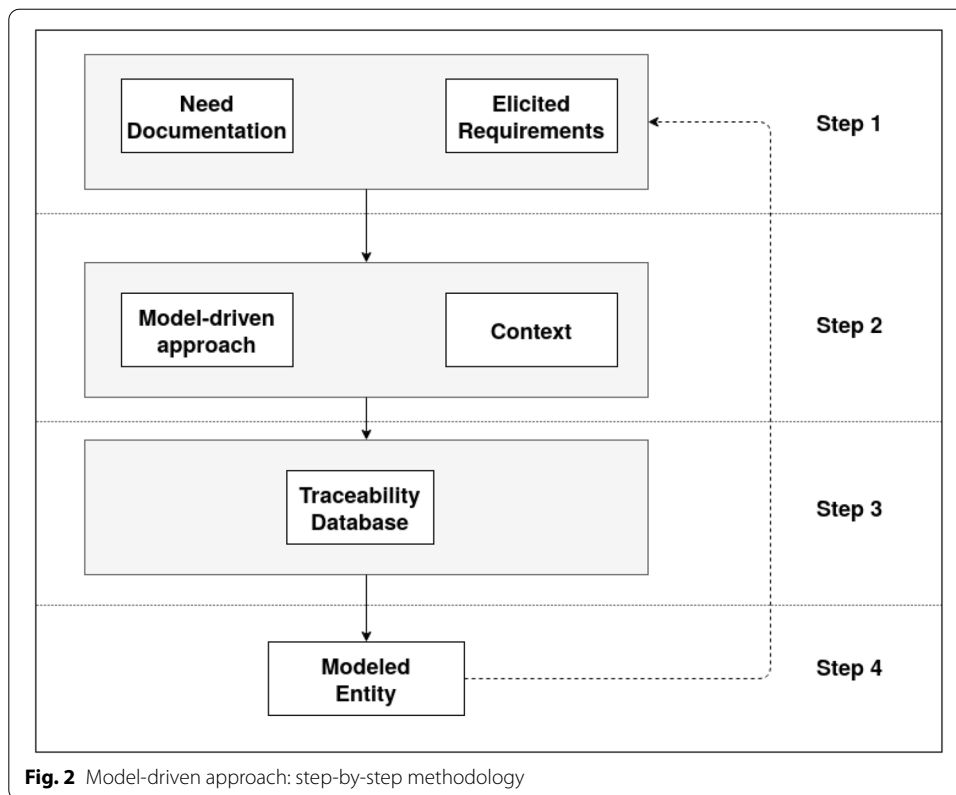 Need
Documentation
Elicited
Requirements
Step 1
Model-driven
approach
Context
Step 2
Traceability
Database
Step 3
Modeled
Entity
Step 4
Fig. 2 Model-driven approach: step-by-step methodology